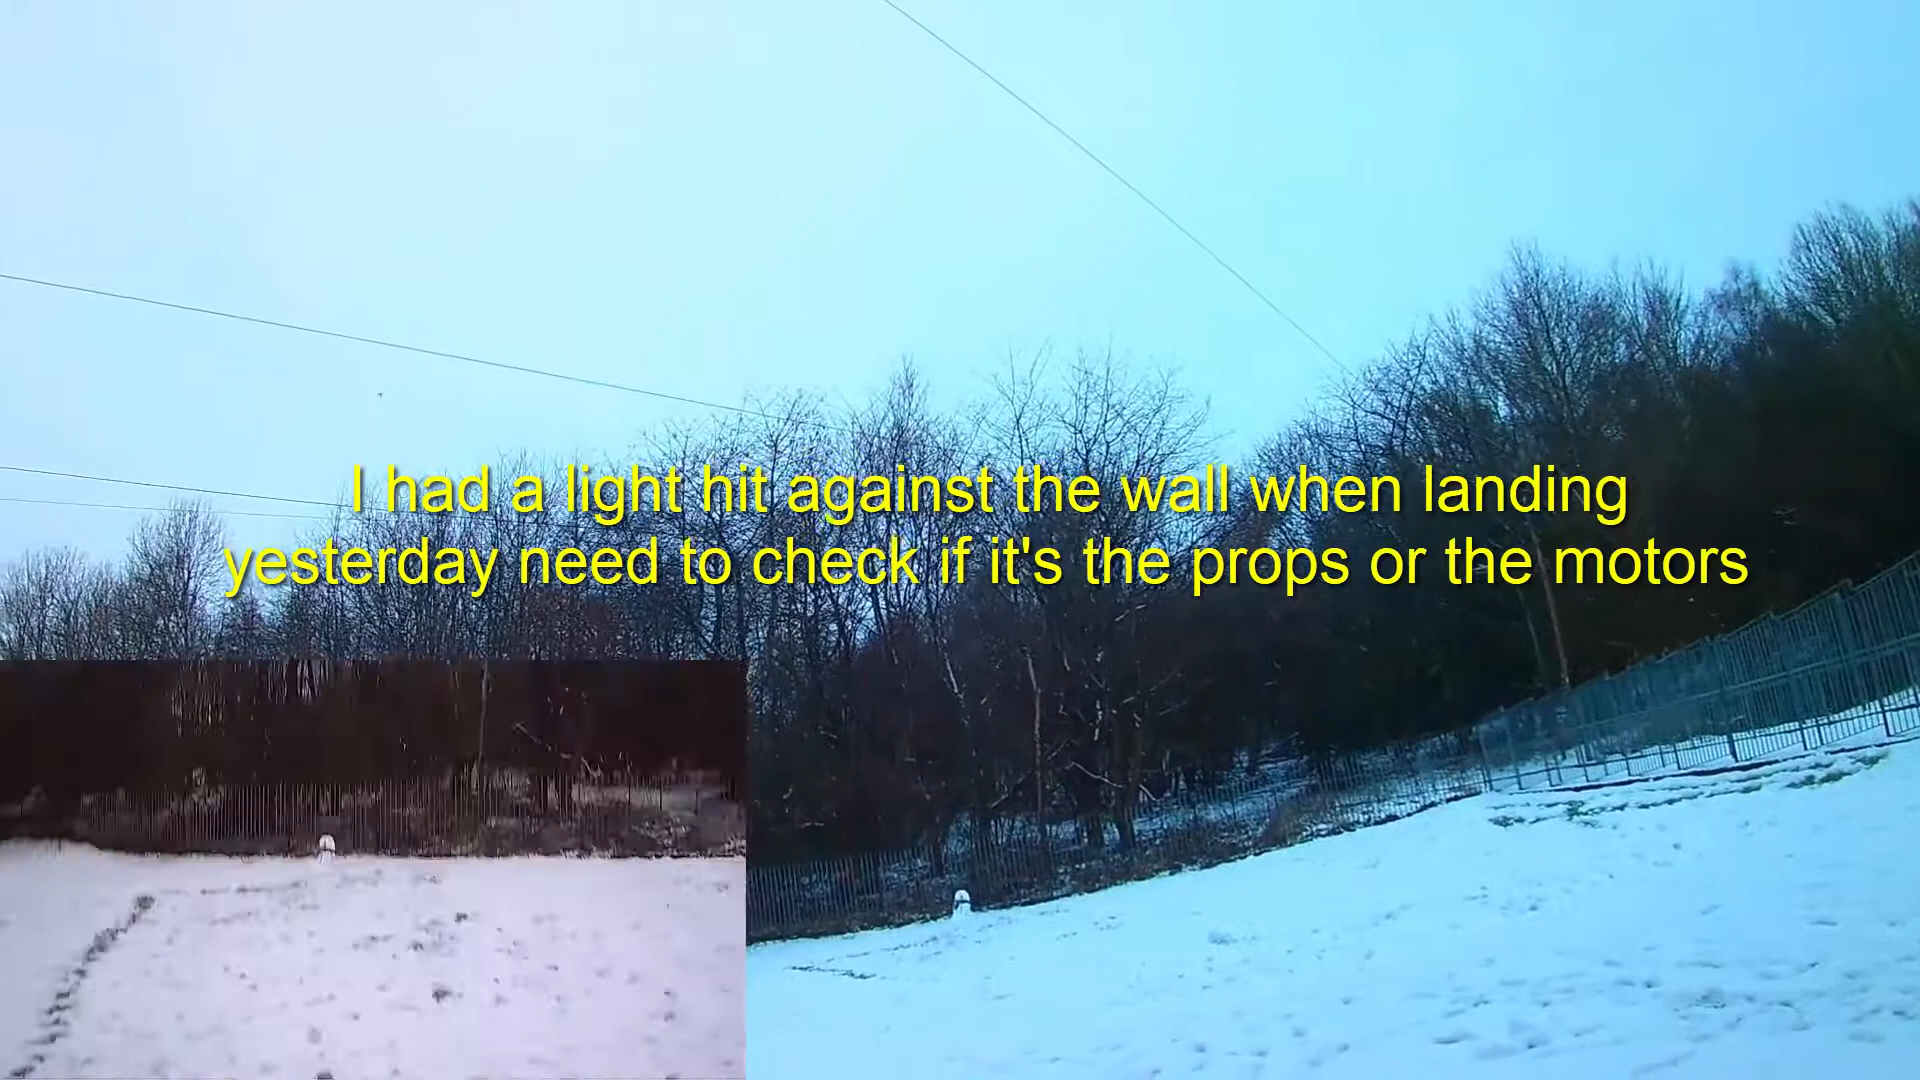 I had a light hit against the wall when landing
yesterday need to check if it's the props or the motors